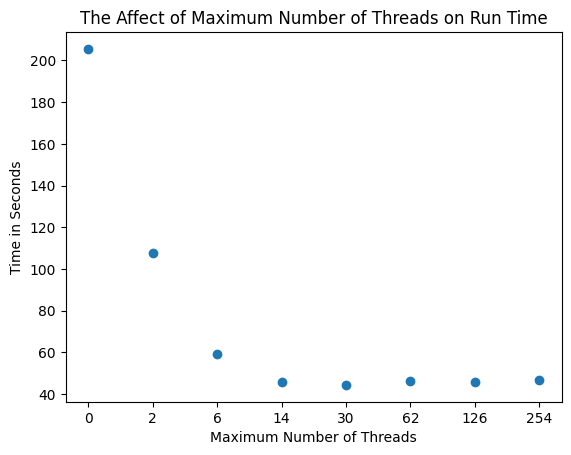 The Affect of Maximum Number of Threads on Run Time
200
180
160
140
120
100
80
60
40
Time in Seconds
0 2 6 14 30 62 126 254
Maximum Number of Threads